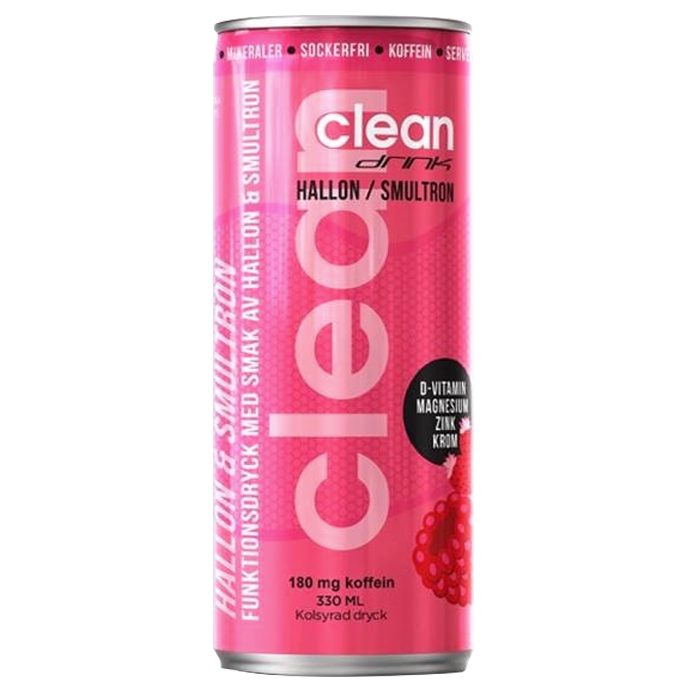 • MINERALER • SOCKERFRI • KOFFEIN •
clean
drink
HALLON / SMULTRON
clean
HALLON & SMULTRON
FUNKTIONSDRYCK MED SMAK AV HALLON & SMULTRON
D-VITAMIN
MAGNESIUM
ZINK
KROM
180 mg koffein
330 ML
Kolsyrad dryck